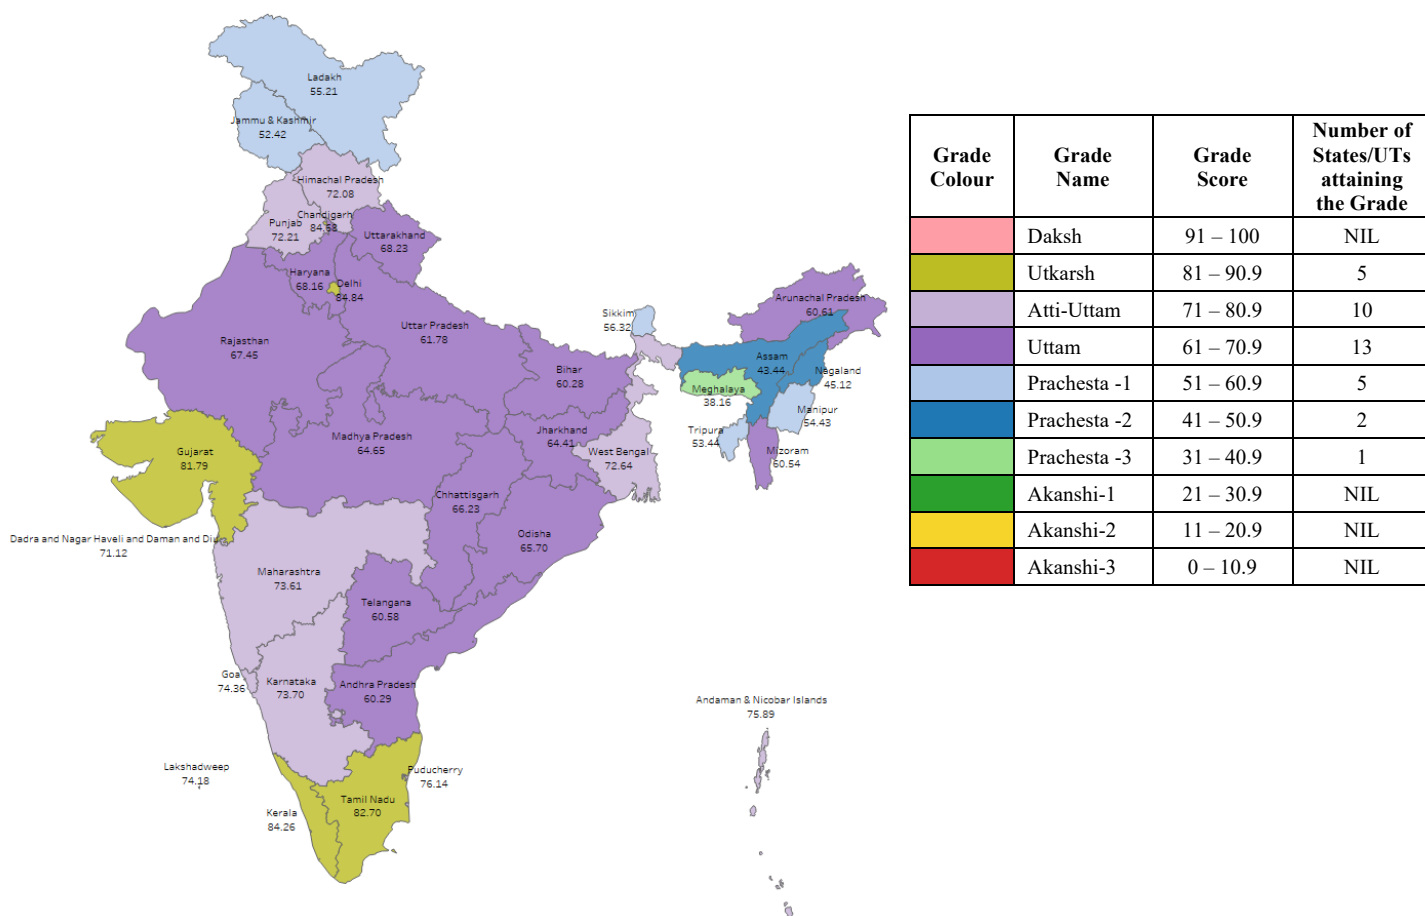 Ladakh
55.21
Jammu & Kashmir
52.42
Himachal Pradesh
72.08
Chandigarh
84.68
Punjab
72.21
Uttarakhand
68.23
Haryana
68.16
Delhi
84.84
Rajasthan
67.45
Uttar Pradesh
61.78
Bihar
60.28
Sikkim
56.32
Arunachal Pradesh
60.61
Assam
43.44
Nagaland
45.12
Meghalaya
38.16
Manipur
54.43
Tripura
53.44
Mizoram
60.54
Gujarat
81.79
Madhya Pradesh
64.65
Jharkhand
64.41
West Bengal
72.64
Chhattisgarh
66.23
Odisha
65.70
Dadra and Nagar Haveli and Daman and Diu
71.12
Maharashtra
73.61
Telangana
60.58
Goa
74.36
Karnataka
73.70
Andhra Pradesh
60.29
Andaman & Nicobar Islands
75.89
Lakshadweep
74.18
Puducherry
76.14
Tamil Nadu
82.70
Kerala
84.26
Grade Colour
Grade Name
Grade Score
Number of States/UTs attaining the Grade
Daksh 91 – 100 NIL
Utkarsh 81 – 90.9 5
Atti-Uttam 71 – 80.9 10
Uttam 61 – 70.9 13
Prachesta -1 51 – 60.9 5
Prachesta -2 41 – 50.9 2
Prachesta -3 31 – 40.9 1
Akanshi-1 21 – 30.9 NIL
Akanshi-2 11 – 20.9 NIL
Akanshi-3 0 – 10.9 NIL